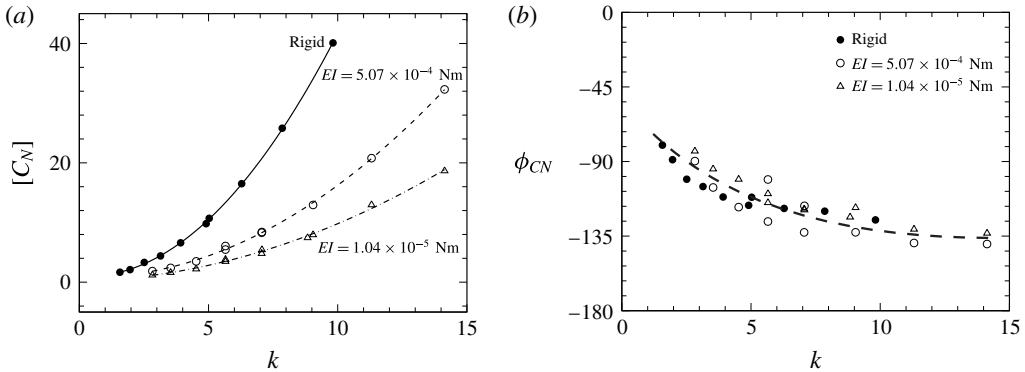 (a)
40
20
0
[C_N]
Rigid
EI = 5.07 × 10⁻⁴ Nm
EI = 1.04 × 10⁻⁵ Nm
0 5 10 15
k
(b)
0
−45
−90
−135
−180
ϕ_CN
Rigid
EI = 5.07 × 10⁻⁴ Nm
EI = 1.04 × 10⁻⁵ Nm
0 5 10 15
k